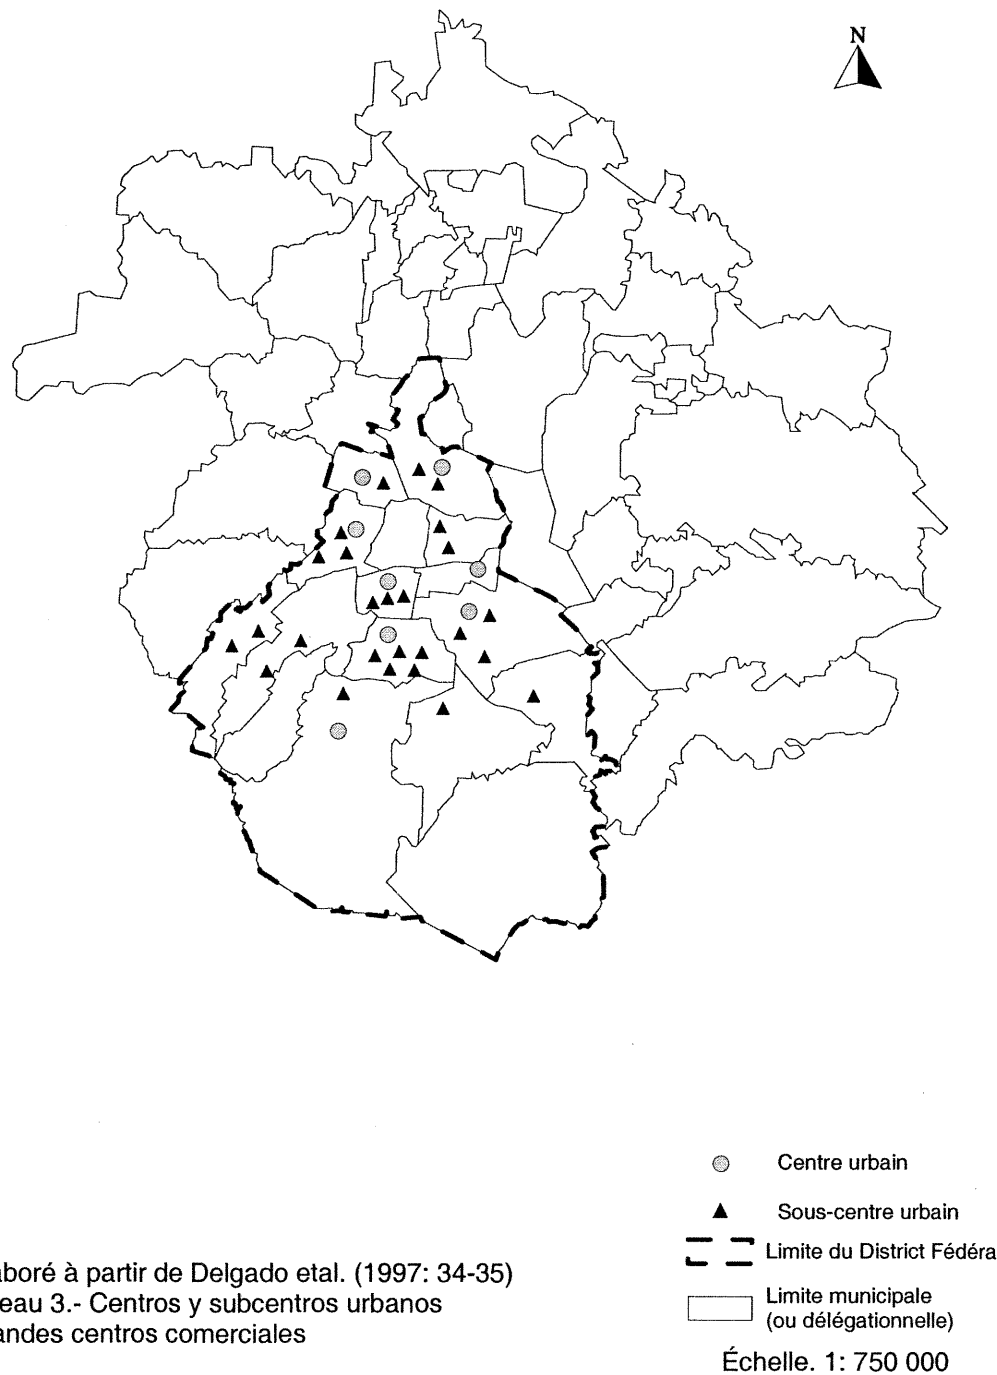 N
Centre urbain
Sous-centre urbain
Limite du District Fédéra
Limite municipale
(ou délégationnelle)
Échelle. 1: 750 000
aboré à partir de Delgado etal. (1997: 34-35)
eau 3.- Centros y subcentros urbanos
andes centros comerciales